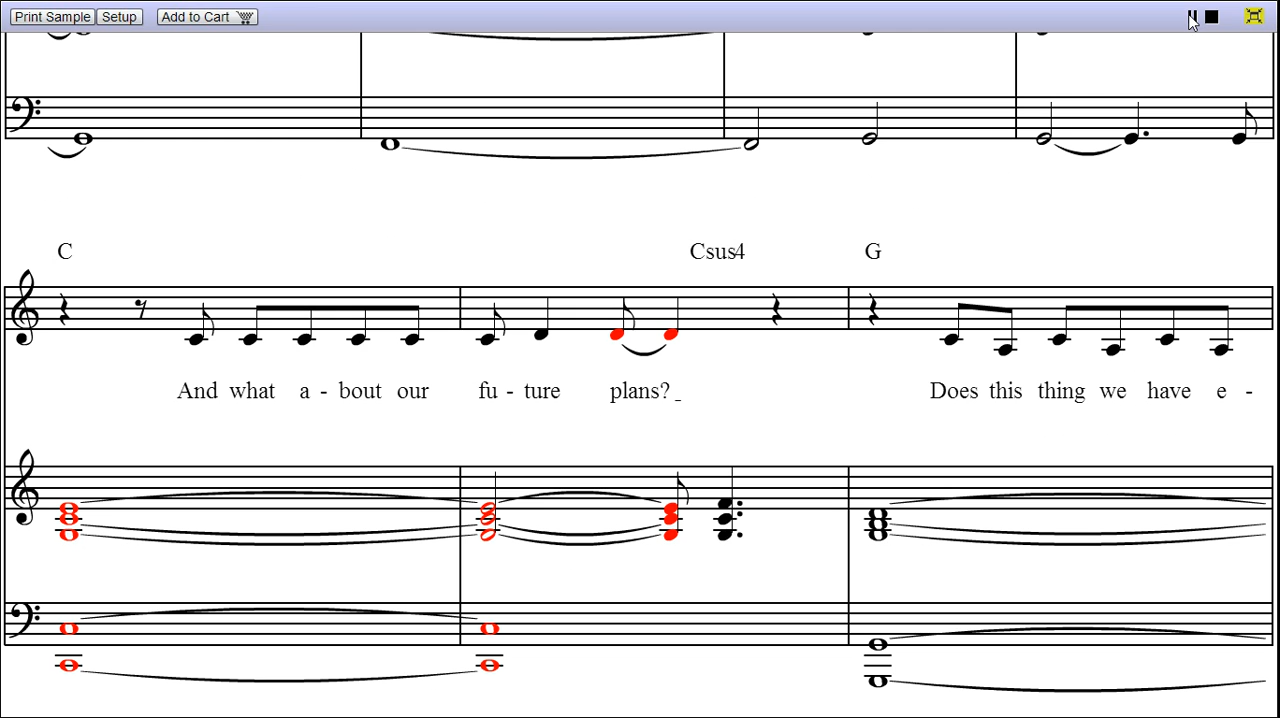 Print Sample Setup Add to Cart
C Csus4 G
And what a - bout our fu - ture plans?_ Does this thing we have e -